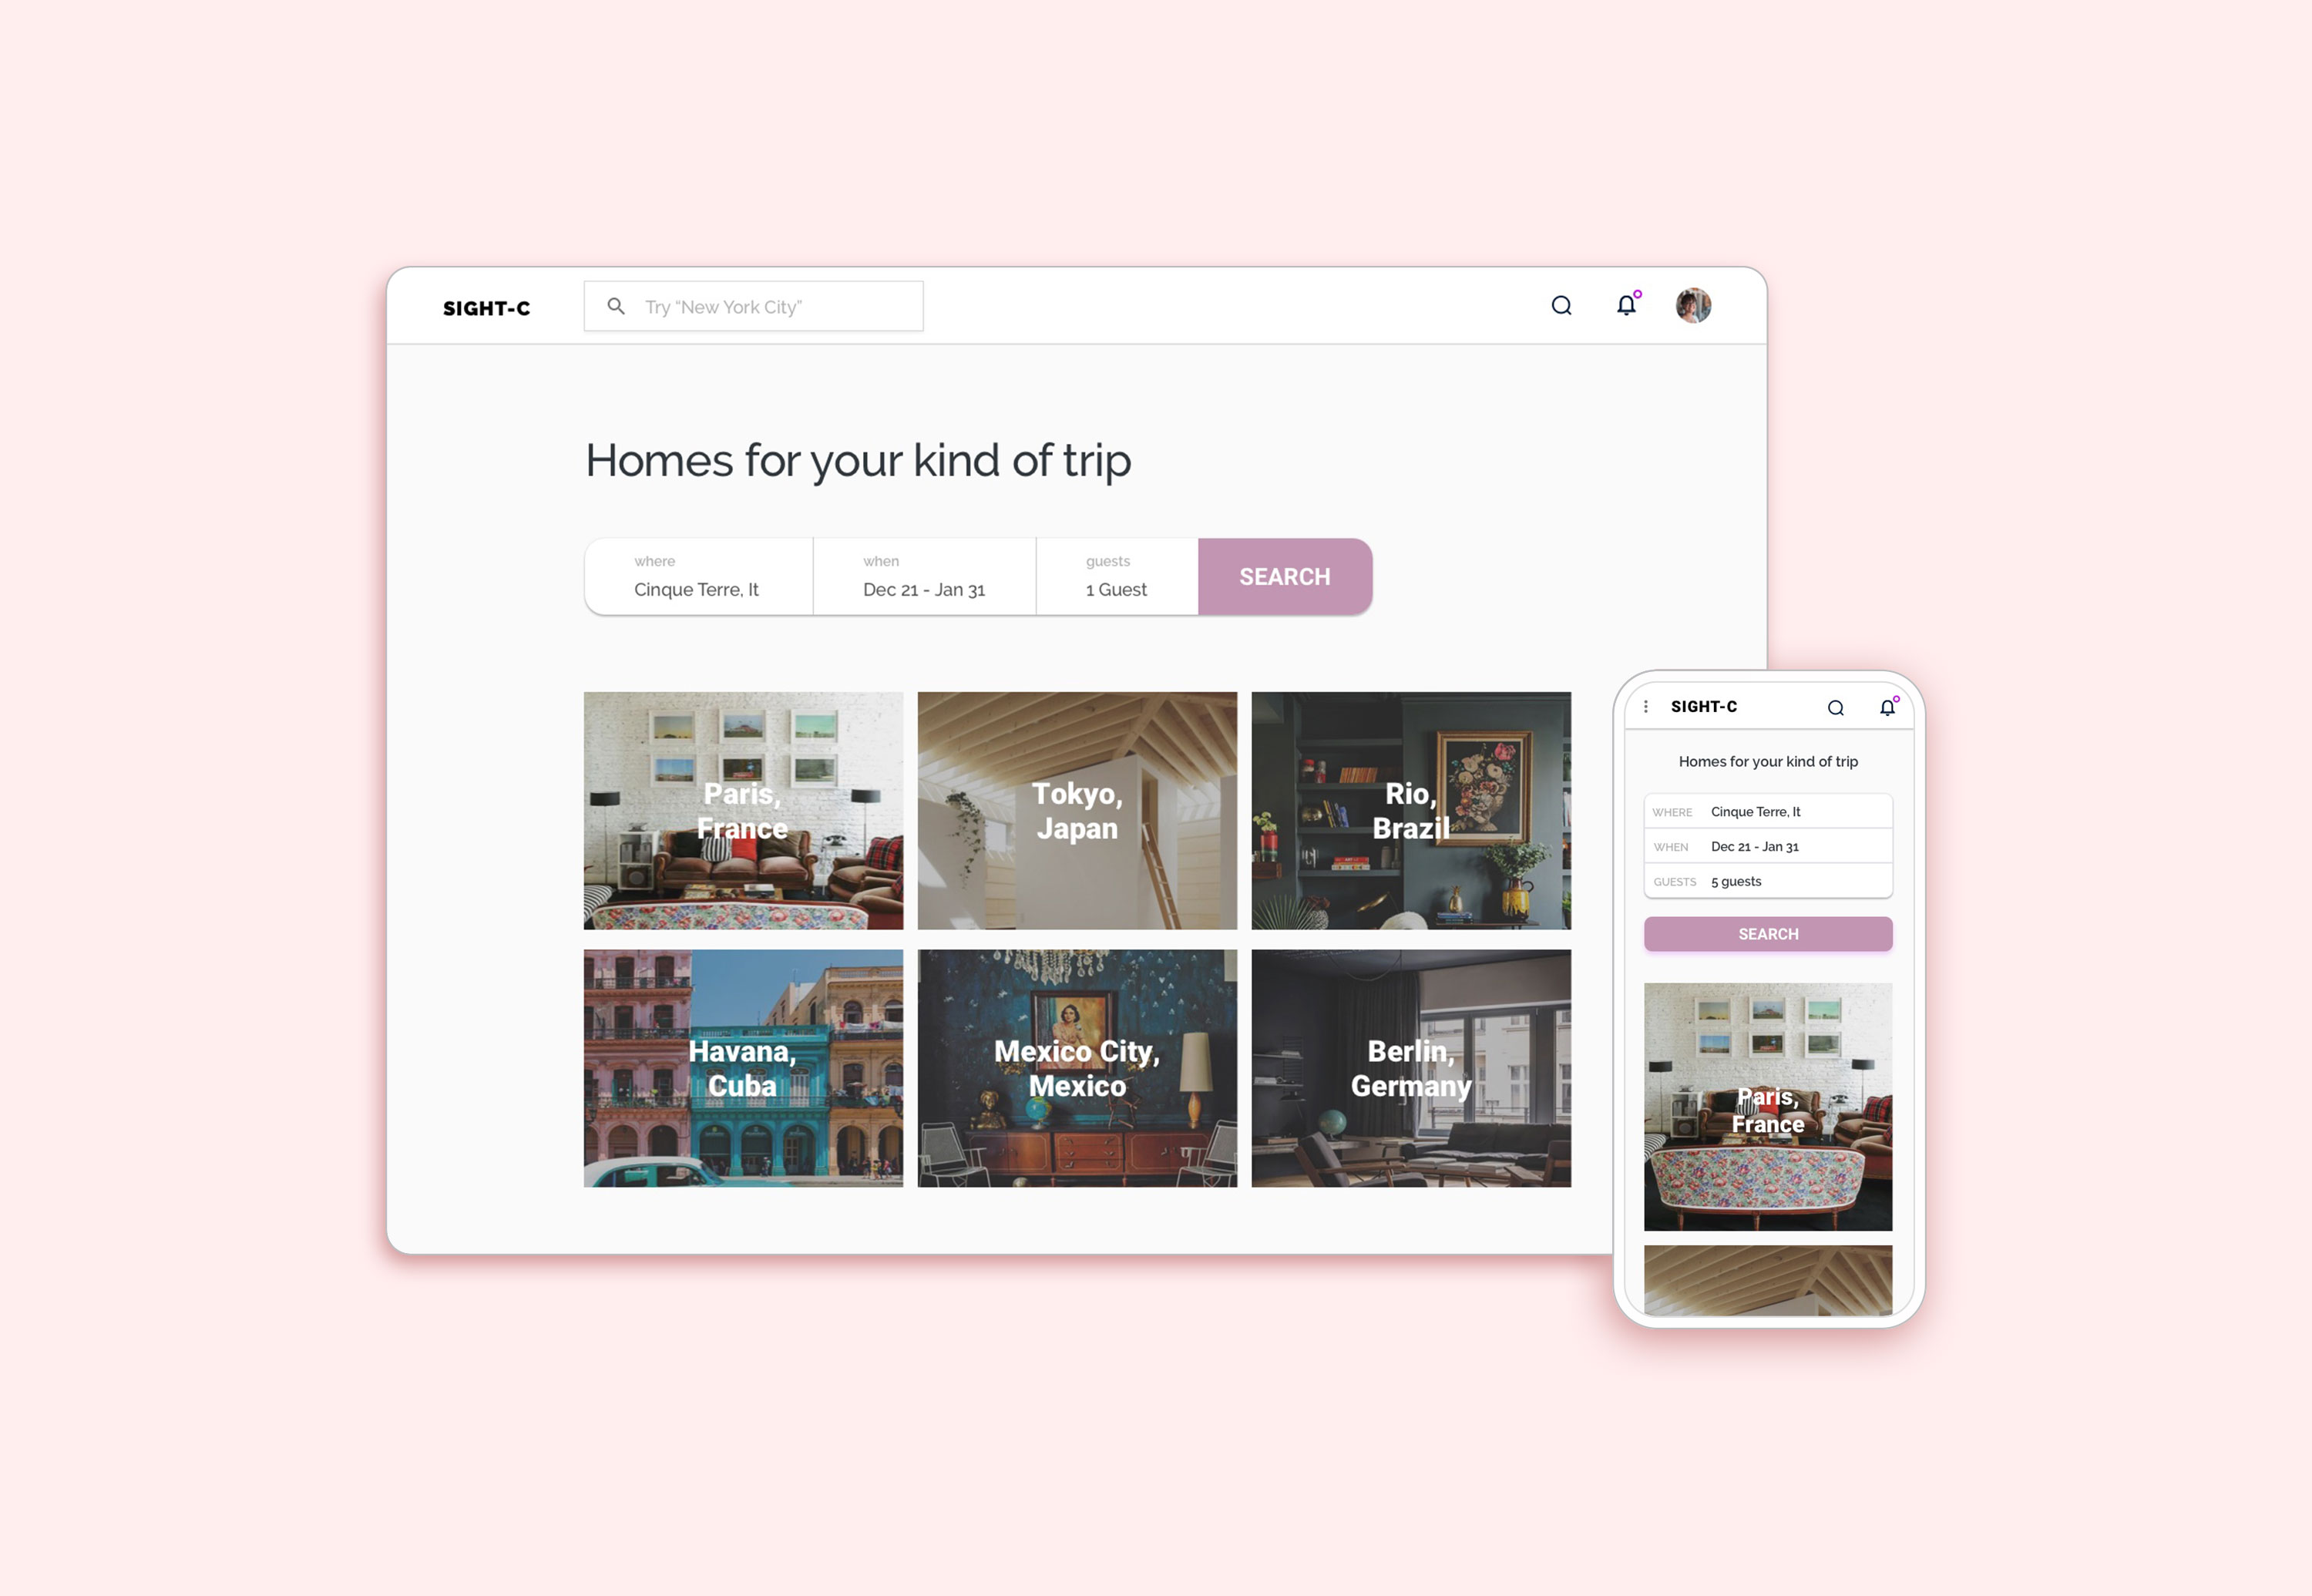 SIGHT-C
Try “New York City”
Homes for your kind of trip
where
Cinque Terre, It
when
Dec 21 - Jan 31
guests
1 Guest
SEARCH
Paris,
France
Tokyo,
Japan
Rio,
Brazil
Havana,
Cuba
Mexico City,
Mexico
Berlin,
Germany
SIGHT-C
Homes for your kind of trip
WHERE Cinque Terre, It
WHEN Dec 21 - Jan 31
GUESTS 5 guests
SEARCH
Paris,
France